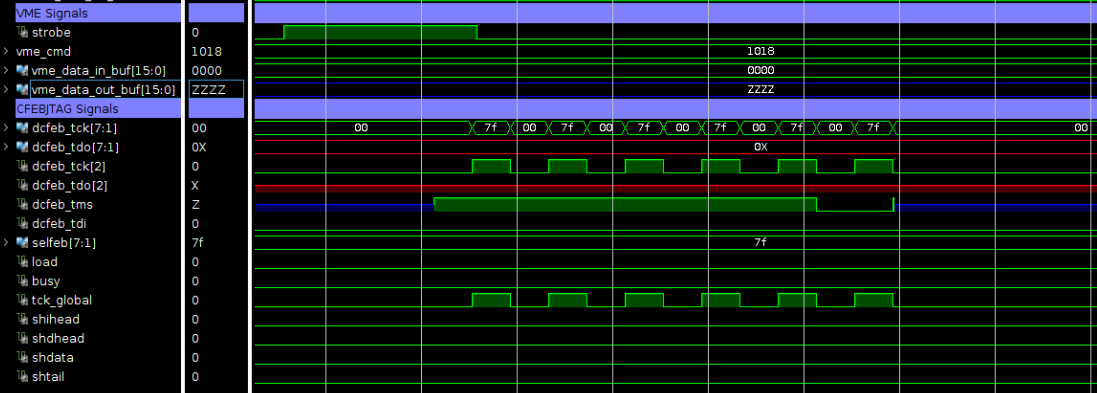 VME Signals
strobe 0
vme_cmd 1018 1018
vme_data_in_buf[15:0] 0000 0000
vme_data_out_buf[15:0] ZZZZ ZZZZ
CFEBJTAG Signals
dcfeb_tck[7:1] 00 00 7f 00 7f 00 7f 00 7f 00 7f 00 7f 00
dcfeb_tdo[7:1] 0X 0X
dcfeb_tck[2] 0
dcfeb_tdo[2] X
dcfeb_tms Z
dcfeb_tdi 0
selfeb[7:1] 7f 7f
load 0
busy 0
tck_global 0
shihead 0
shdhead 0
shdata 0
shtail 0